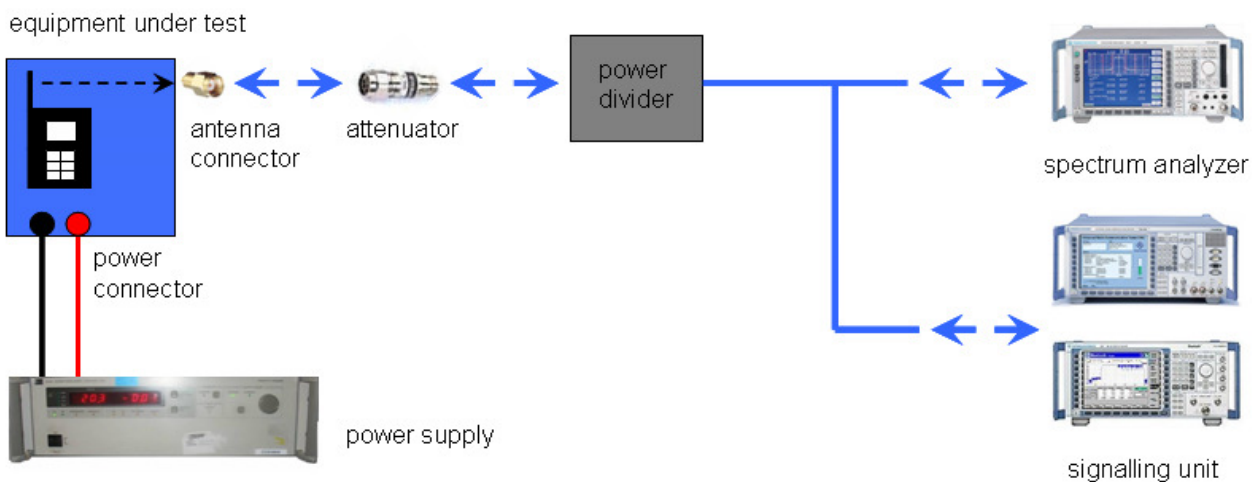 equipment under test
power
divider
antenna
connector
attenuator
spectrum analyzer
power
connector
power supply
signalling unit